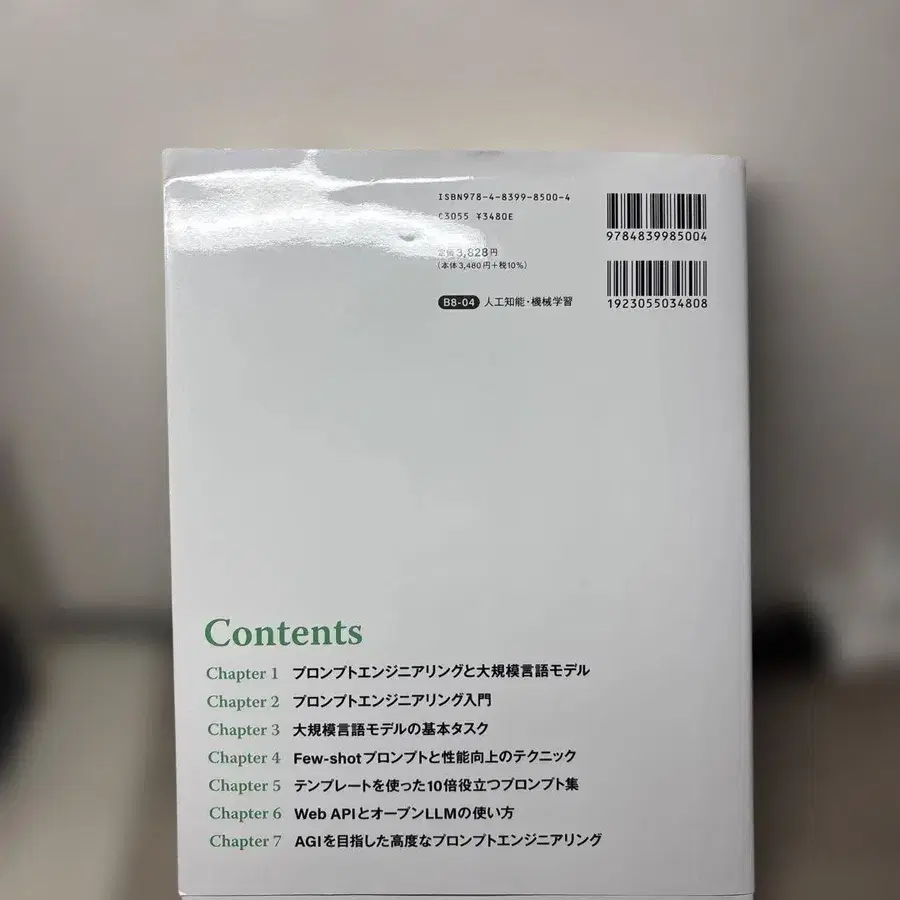 ISBN978-4-8399-8500-4
C3055 ¥3480E
定価3,828円
(本体3,480円+税10%)
B8-04 人工知能・機械学習
9784839985004
1923055034808
Contents
Chapter 1 プロンプトエンジニアリングと大規模言語モデル
Chapter 2 プロンプトエンジニアリング入門
Chapter 3 大規模言語モデルの基本タスク
Chapter 4 Few-shotプロンプトと性能向上のテクニック
Chapter 5 テンプレートを使った10倍役立つプロンプト集
Chapter 6 Web APIとオープンLLMの使い方
Chapter 7 AGIを目指した高度なプロンプトエンジニアリング